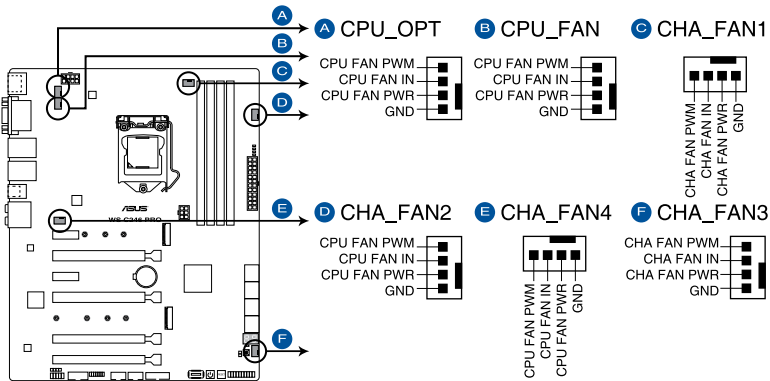 A
A CPU_OPT
B CPU_FAN
C CHA_FAN1
B
C
D
CPU FAN PWM
CPU FAN IN
CPU FAN PWR
GND
CPU FAN PWM
CPU FAN IN
CPU FAN PWR
GND
CHA FAN PWM
CHA FAN IN
CHA FAN PWR
GND
ASUS
WS C246 PRO
E
D CHA_FAN2
E CHA_FAN4
F CHA_FAN3
CPU FAN PWM
CPU FAN IN
CPU FAN PWR
GND
CPU FAN PWM
CPU FAN IN
CPU FAN PWR
GND
CHA FAN PWM
CHA FAN IN
CHA FAN PWR
GND
F